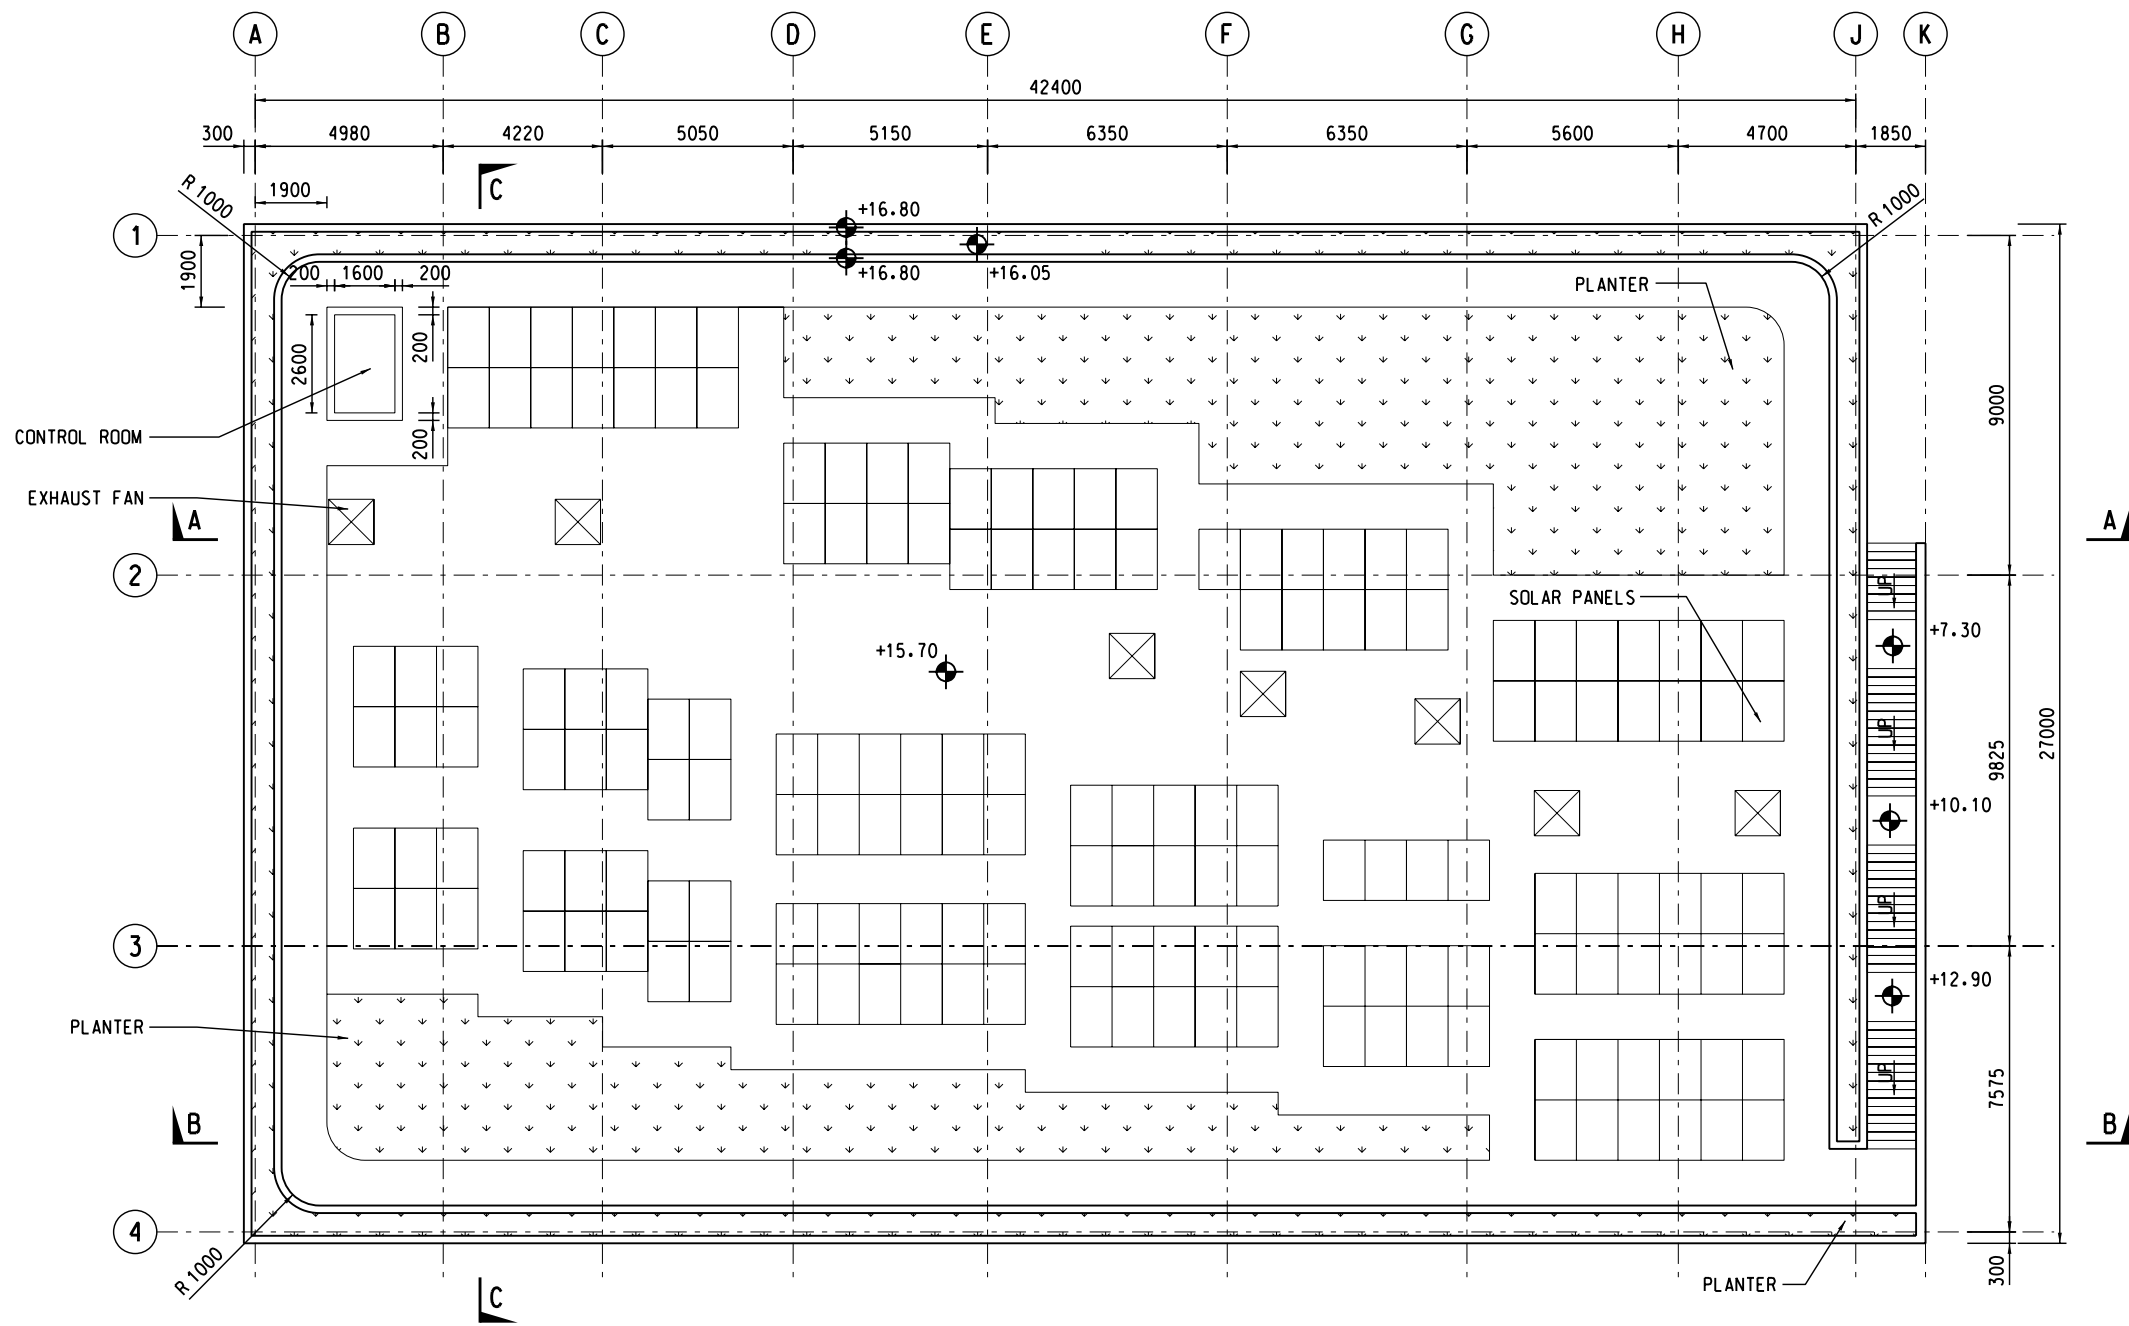 A B C D E F G H J K
42400
300 4980 4220 5050 5150 6350 6350 5600 4700 1850
C
1900
R 1000
R 1000
+16.80
1
1900
200 1600 200
+16.80
+16.05
PLANTER
200
2600
9000
CONTROL ROOM
200
EXHAUST FAN
A
A
2
UP
SOLAR PANELS
+7.30
+15.70
UP
9825
27000
+10.10
UP
3
+12.90
PLANTER
UP
7575
B
B
4
R 1000
300
PLANTER
C